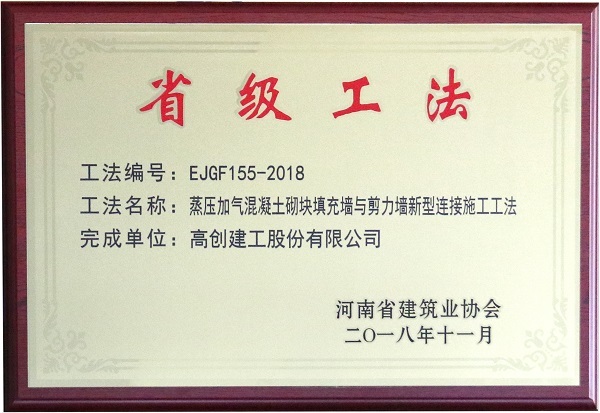 省级工法
工法编号：EJGF155-2018
工法名称：蒸压加气混凝土砌块填充墙与剪力墙新型连接施工工法
完成单位：高创建工股份有限公司
河南省建筑业协会
二〇一八年十一月